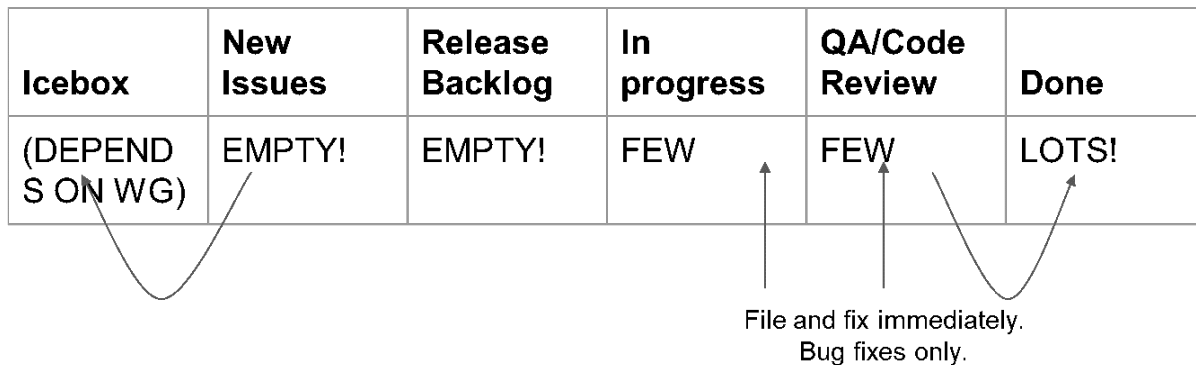 Icebox
New
Issues
Release
Backlog
In
progress
QA/Code
Review
Done
(DEPEND
S ON WG)
EMPTY!
EMPTY!
FEW
FEW
LOTS!
File and fix immediately.
Bug fixes only.